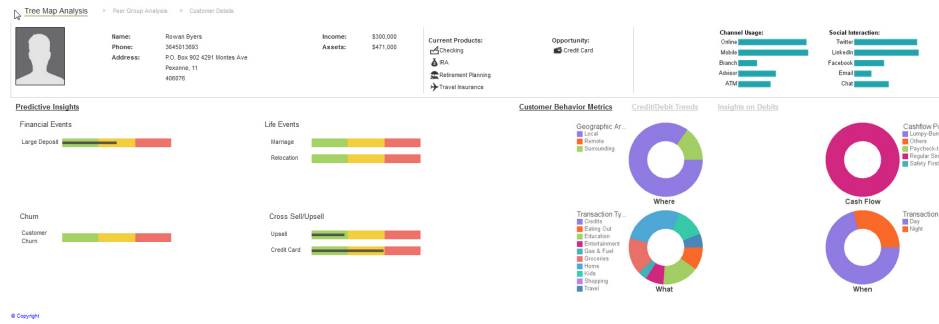 Tree Map Analysis > Peer Group Analysis > Customer Details
Name: Rowan Byers
Phone: 3645013693
Address: P.O. Box 902 4291 Montes Ave
Pexonne, 11
406076
Income: $300,000
Assets: $471,000
Current Products:
Checking
IRA
Retirement Planning
Travel Insurance
Opportunity:
Credit Card
Channel Usage:
Online
Mobile
Branch
Advisor
ATM
Social Interaction:
Twitter
LinkedIn
Facebook
Email
Chat
Predictive Insights
Financial Events
Large Deposit
Life Events
Marriage
Relocation
Churn
Customer
Churn
Cross Sell/Upsell
Upsell
Credit Card
Customer Behavior Metrics Credit/Debit Trends Insights on Debits
Geographic Ar...
Local
Remote
Surrounding
Where
Cashflow Pa
Lumpy-Bum
Others
Paycheck-t
Regular Sin
Safety First
Cash Flow
Transaction Ty...
Credits
Eating Out
Education
Entertainment
Gas & Fuel
Groceries
Home
Kids
Shopping
Travel
What
Transaction
Day
Night
When
© Copyright